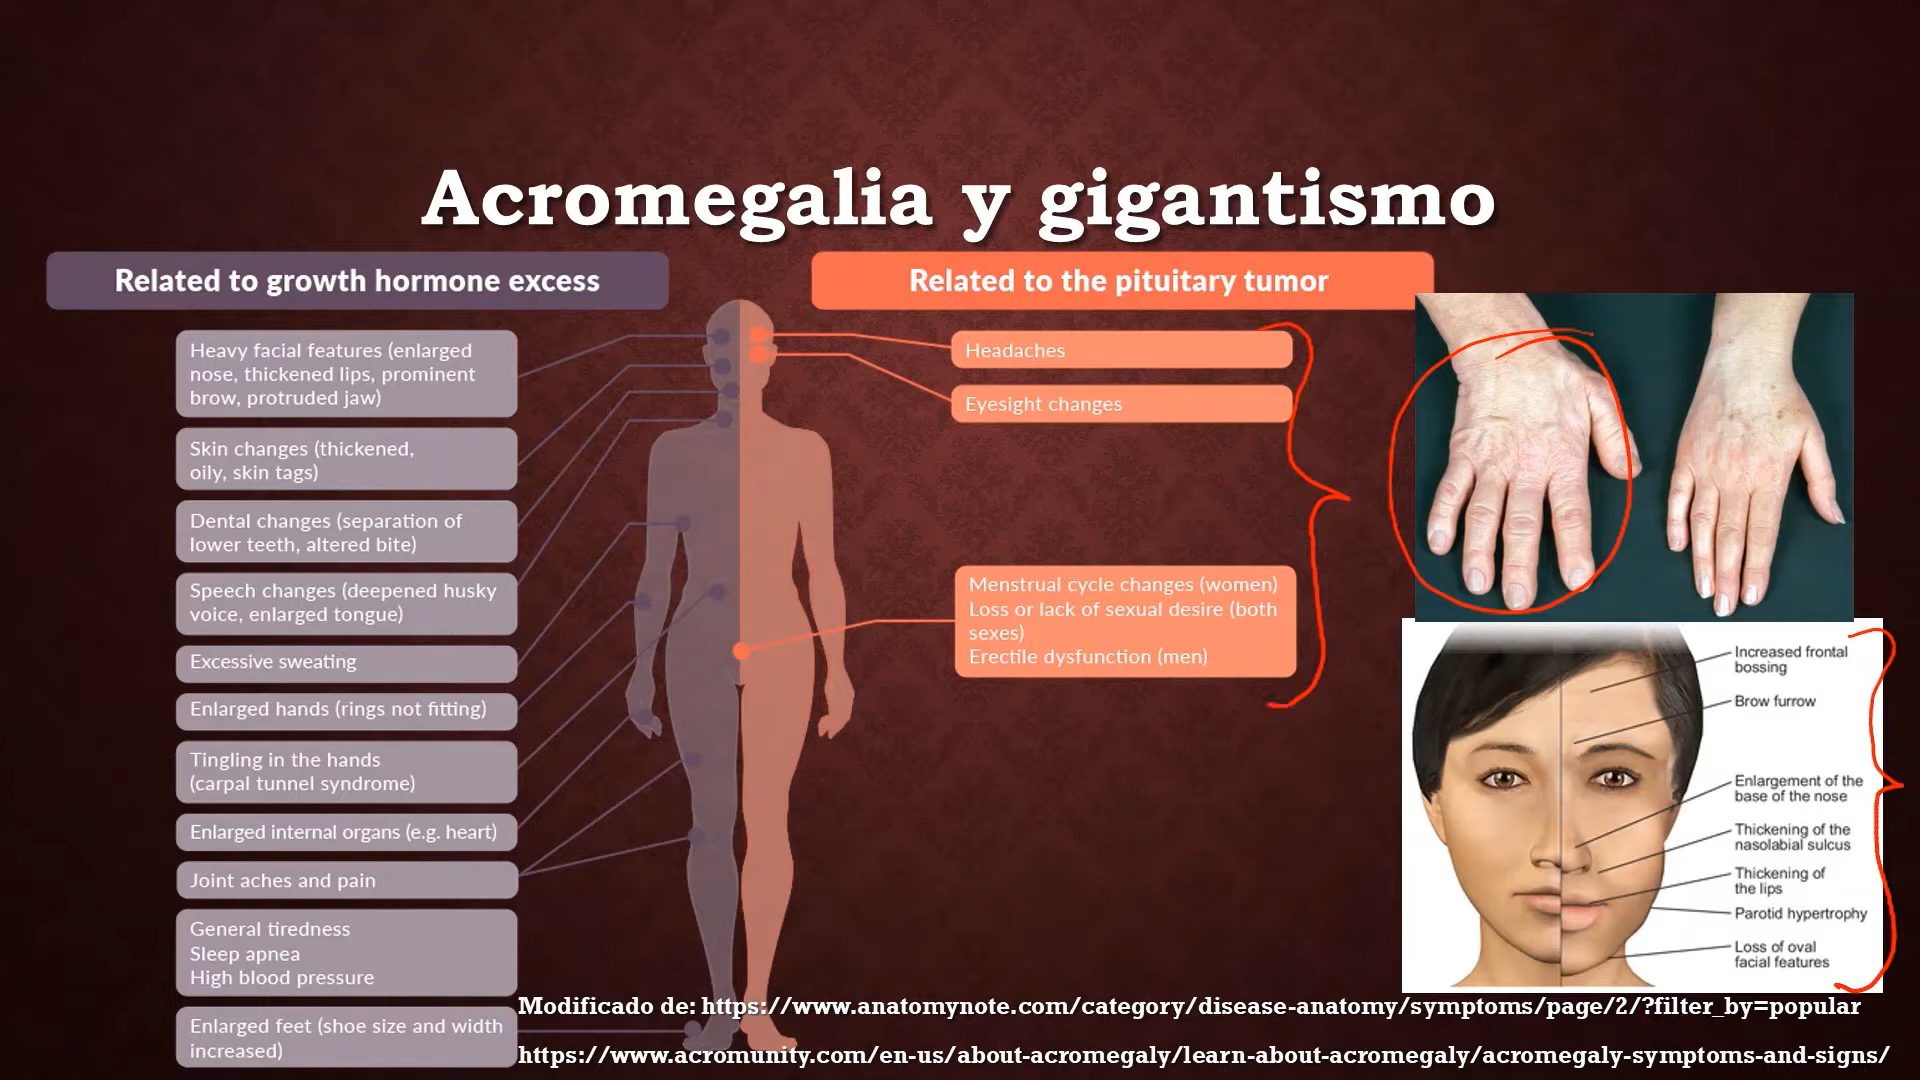 Acromegalia y gigantismo
Related to growth hormone excess
Heavy facial features (enlarged
nose, thickened lips, prominent
brow, protruded jaw)
Skin changes (thickened,
oily, skin tags)
Dental changes (separation of
lower teeth, altered bite)
Speech changes (deepened husky
voice, enlarged tongue)
Excessive sweating
Enlarged hands (rings not fitting)
Tingling in the hands
(carpal tunnel syndrome)
Enlarged internal organs (e.g. heart)
Joint aches and pain
General tiredness
Sleep apnea
High blood pressure
Enlarged feet (shoe size and width
increased)
Related to the pituitary tumor
Headaches
Eyesight changes
Menstrual cycle changes (women)
Loss or lack of sexual desire (both
sexes)
Erectile dysfunction (men)
Increased frontal
bossing
Brow furrow
Enlargement of the
base of the nose
Thickening of the
nasolabial sulcus
Thickening of
the lips
Parotid hypertrophy
Loss of oval
facial features
Modificado de: https://www.anatomynote.com/category/disease-anatomy/symptoms/page/2/?filter_by=popular
https://www.acromunity.com/en-us/about-acromegaly/learn-about-acromegaly/acromegaly-symptoms-and-signs/